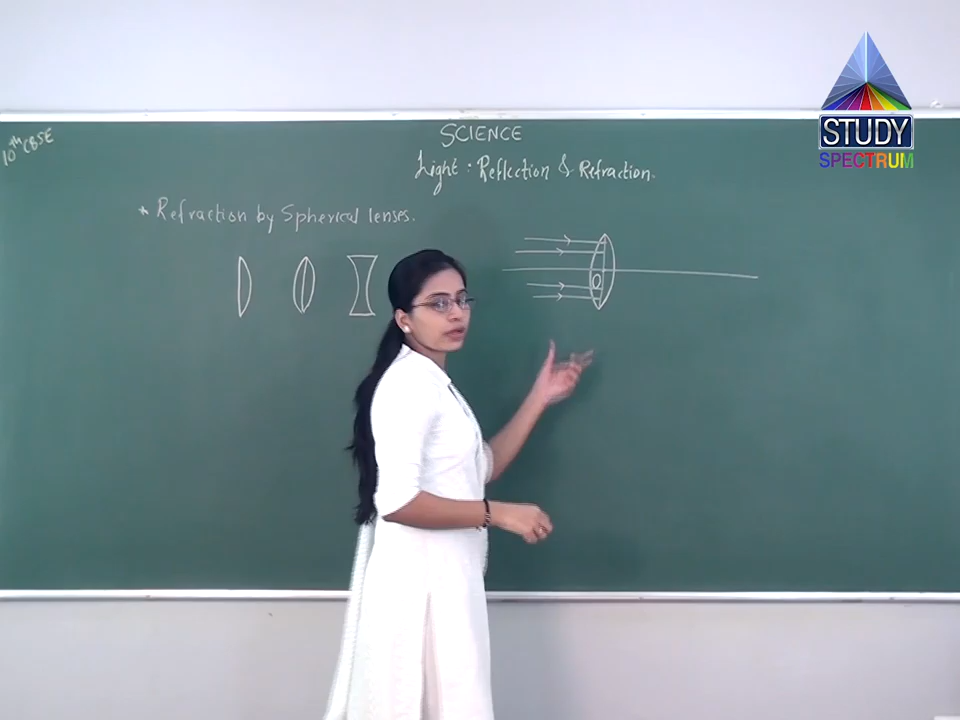 10th CBSE
SCIENCE
Light : Reflection & Refraction.
* Refraction by Spherical lenses.
O
STUDY
SPECTRUM